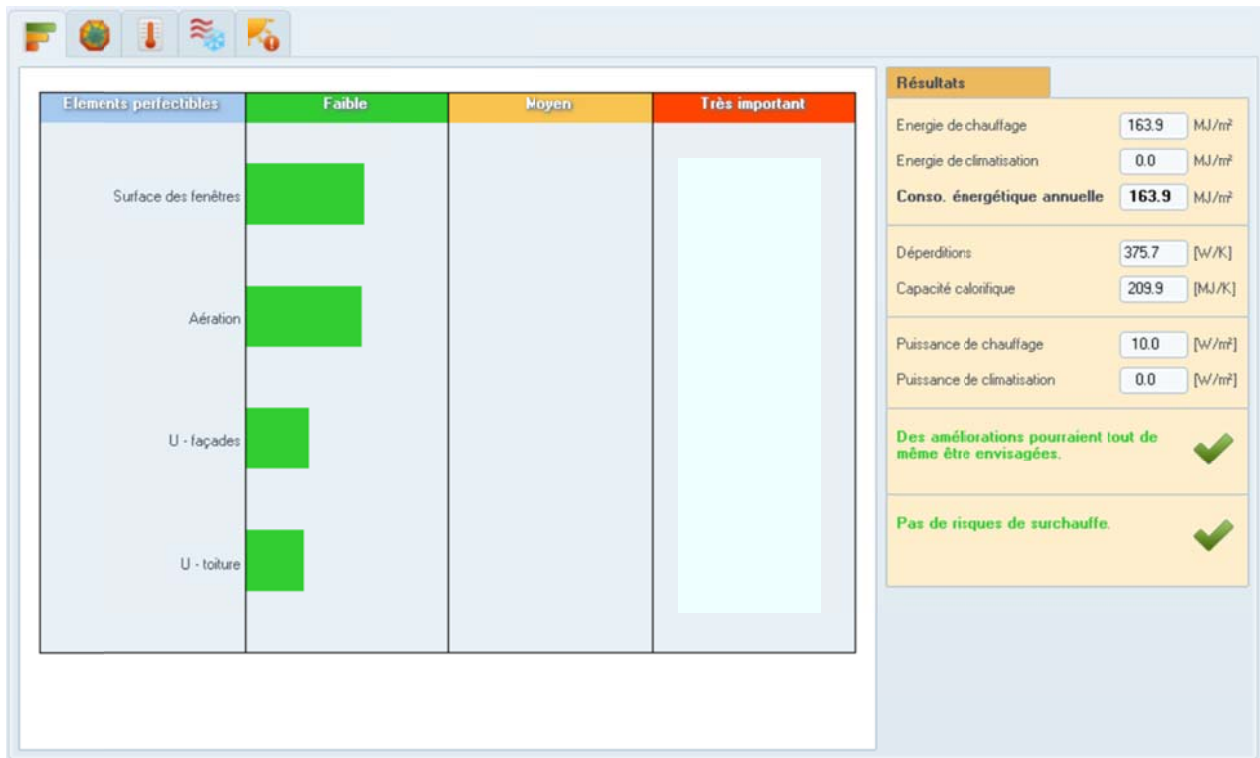 Elements perfectibles Faible Moyen Très important
Surface des fenêtres
Aération
U - façades
U - toiture
Résultats
Energie de chauffage 163.9 MJ/m²
Energie de climatisation 0.0 MJ/m²
Conso. énergétique annuelle 163.9 MJ/m²
Déperditions 375.7 [W/K]
Capacité calorifique 209.9 [MJ/K]
Puissance de chauffage 10.0 [W/m²]
Puissance de climatisation 0.0 [W/m²]
Des améliorations pourraient tout de
même être envisagées.
Pas de risques de surchauffe.